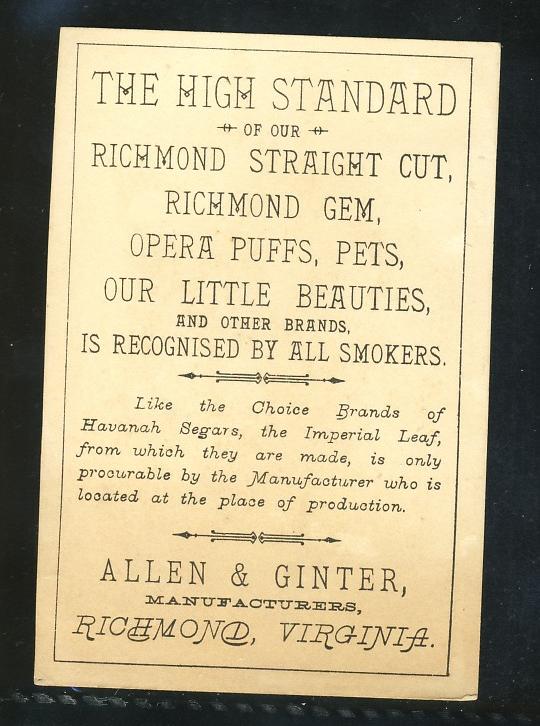 THE HIGH STANDARD
OF OUR
RICHMOND STRAIGHT CUT,
RICHMOND GEM,
OPERA PUFFS, PETS,
OUR LITTLE BEAUTIES,
AND OTHER BRANDS,
IS RECOGNISED BY ALL SMOKERS.
Like the Choice Brands of
Havanah Segars, the Imperial Leaf,
from which they are made, is only
procurable by the Manufacturer who is
located at the place of production.
ALLEN & GINTER,
MANUFACTURERS,
RICHMOND, VIRGINIA.